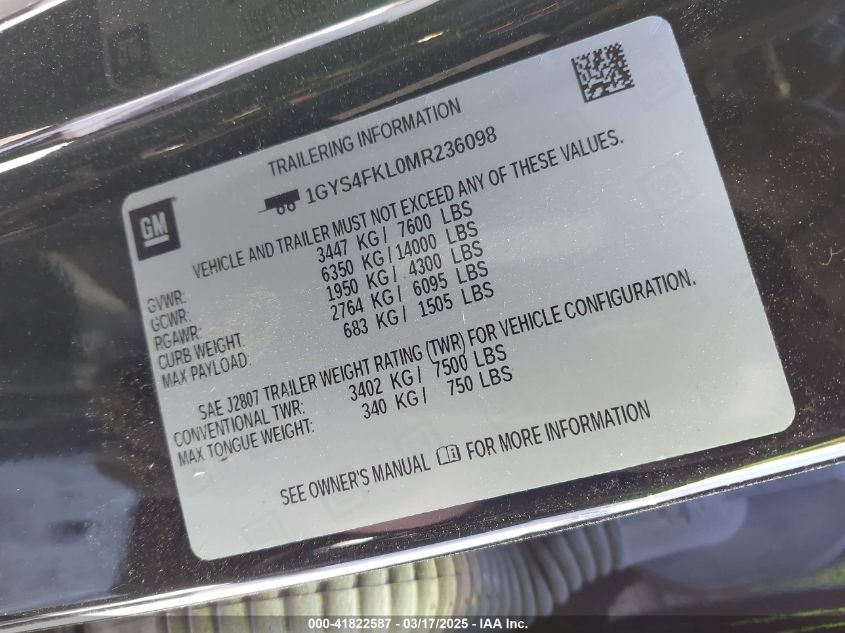 GM
TRAILERING INFORMATION
1GYS4FKL0MR236098
VEHICLE AND TRAILER MUST NOT EXCEED ANY OF THESE VALUES.
GVWR: 3447 KG / 7600 LBS
GCWR: 6350 KG / 14000 LBS
RGAWR: 1950 KG / 4300 LBS
CURB WEIGHT: 2764 KG / 6095 LBS
MAX PAYLOAD: 683 KG / 1505 LBS
SAE J2807 TRAILER WEIGHT RATING (TWR) FOR VEHICLE CONFIGURATION.
CONVENTIONAL TWR: 3402 KG / 7500 LBS
MAX TONGUE WEIGHT: 340 KG / 750 LBS
SEE OWNER'S MANUAL FOR MORE INFORMATION
000-41822587 - 03/17/2025 - IAA Inc.